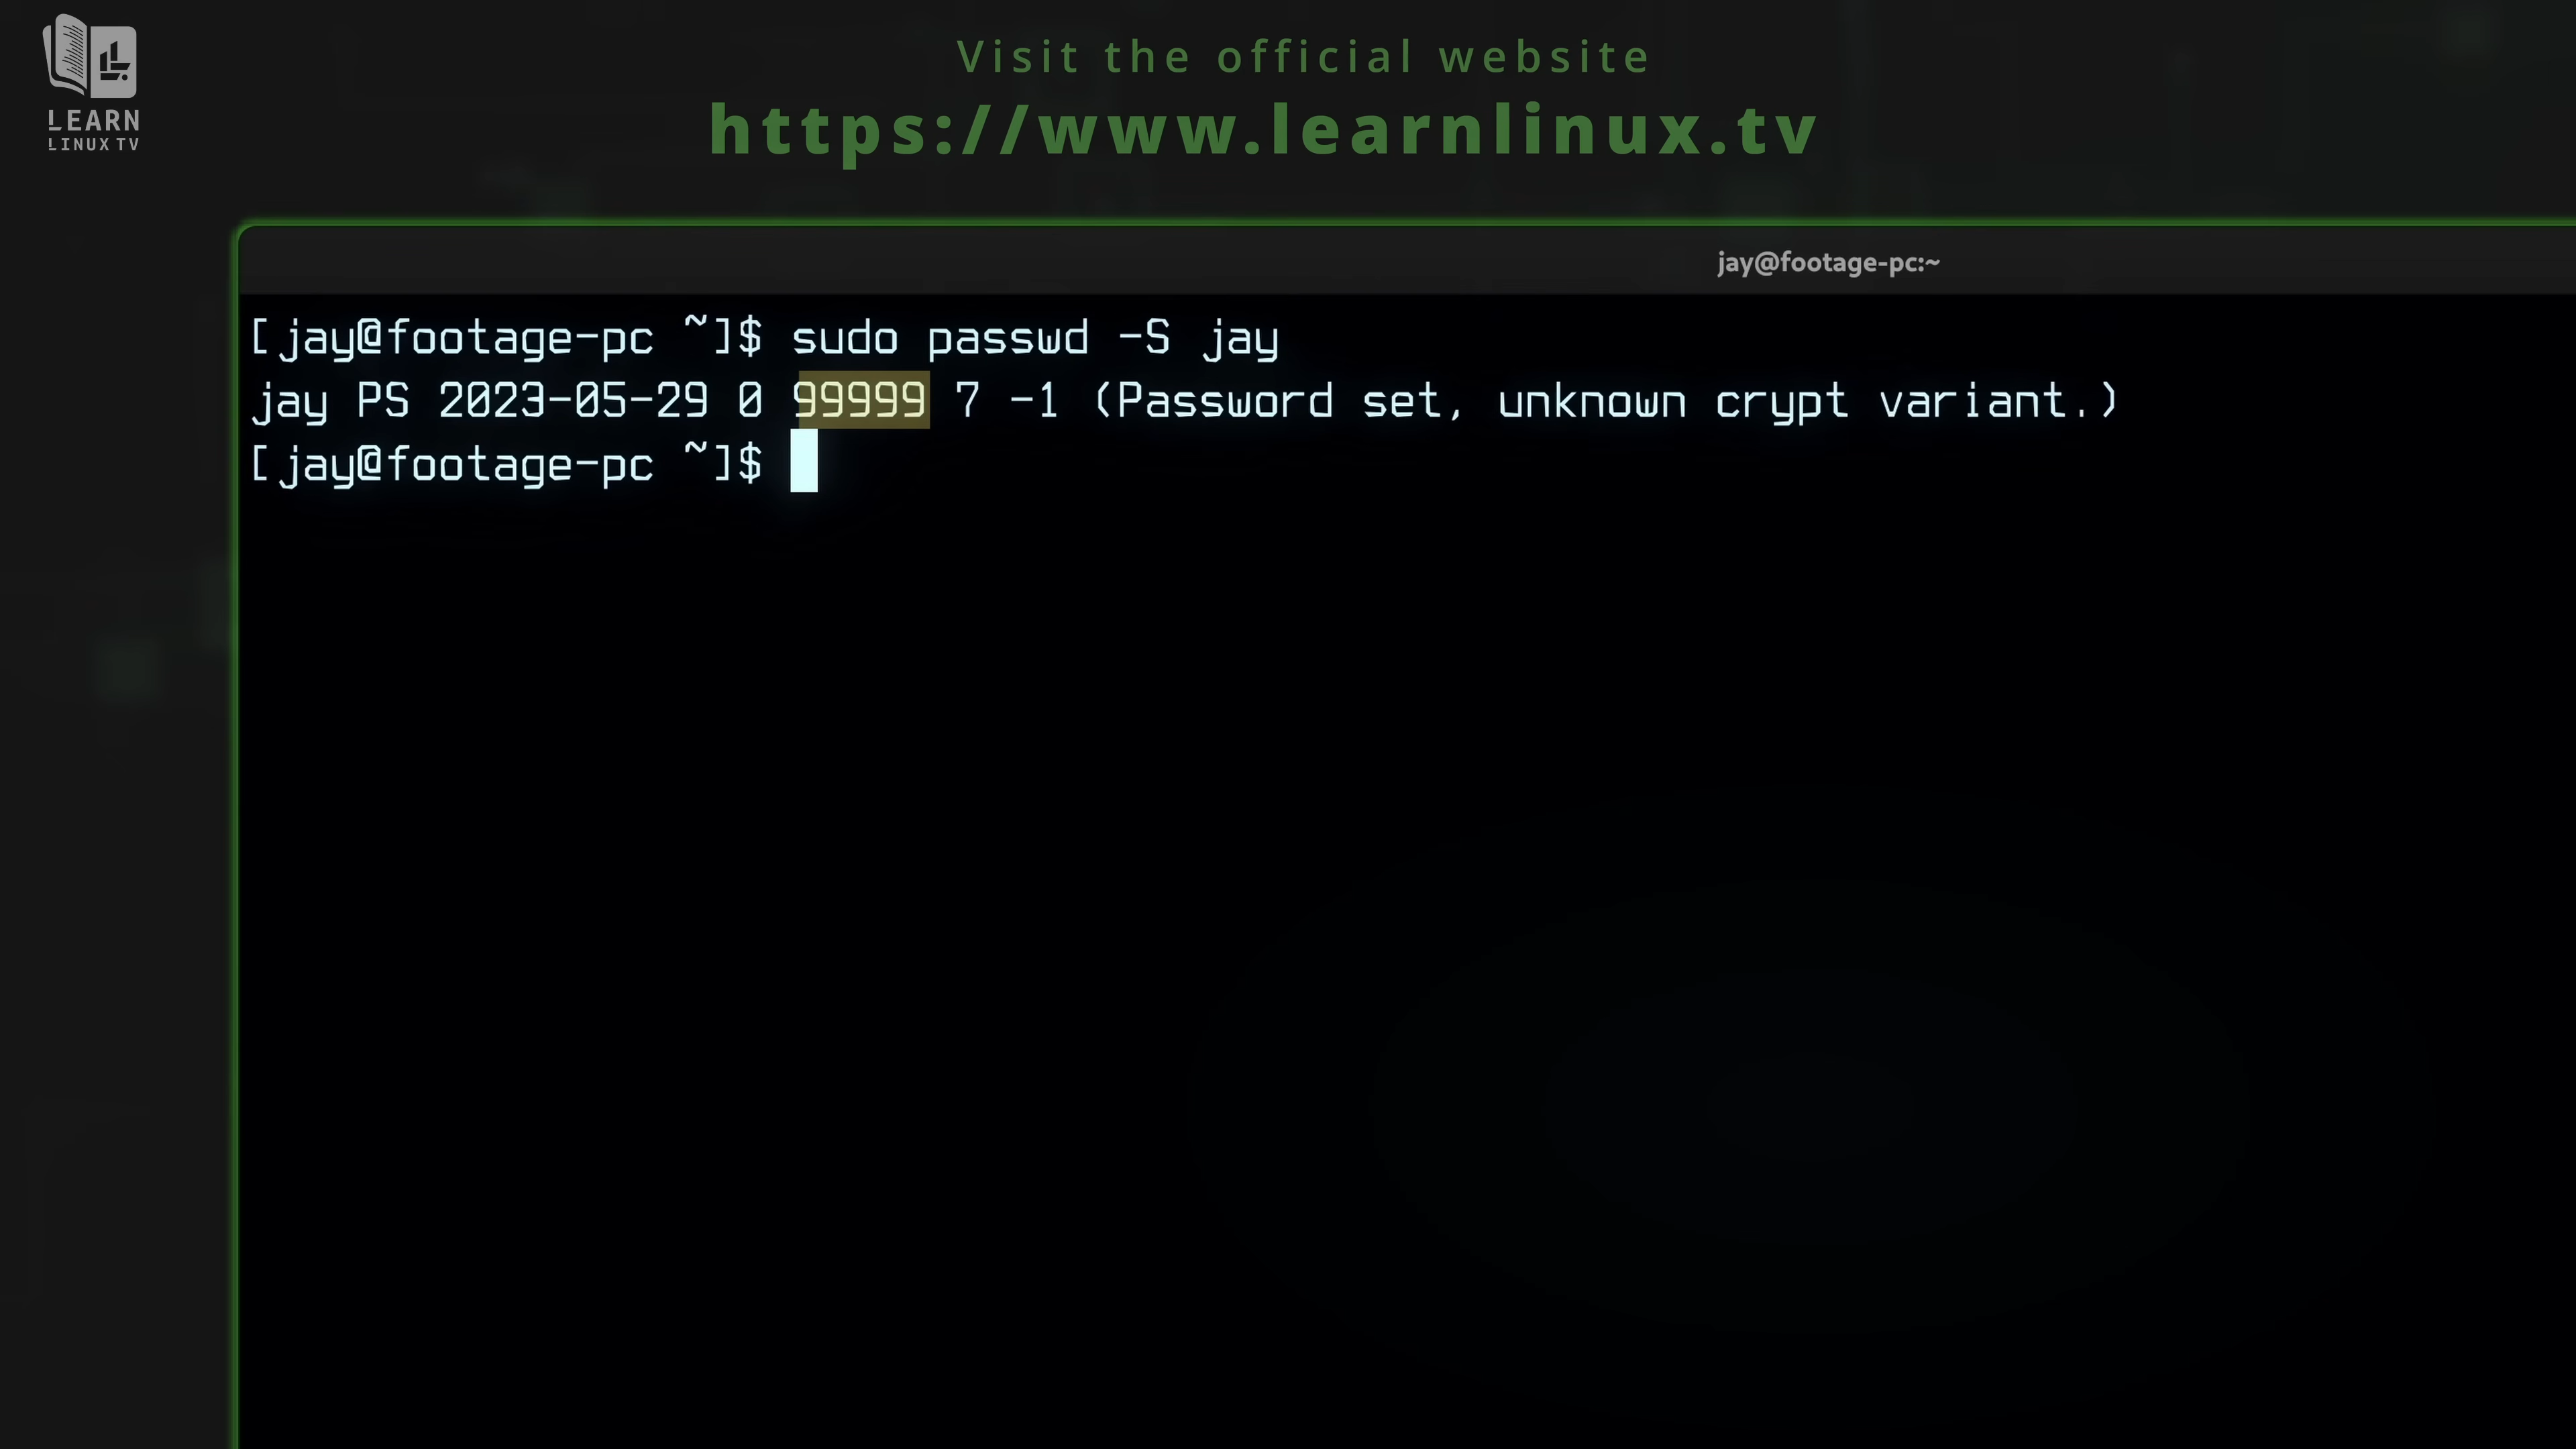 LEARN
LINUX TV
Visit the official website
https://www.learnlinux.tv
jay@footage-pc:~
[jay@footage-pc ~]$ sudo passwd -S jay
jay PS 2023-05-29 0 99999 7 -1 (Password set, unknown crypt variant.)
[jay@footage-pc ~]$